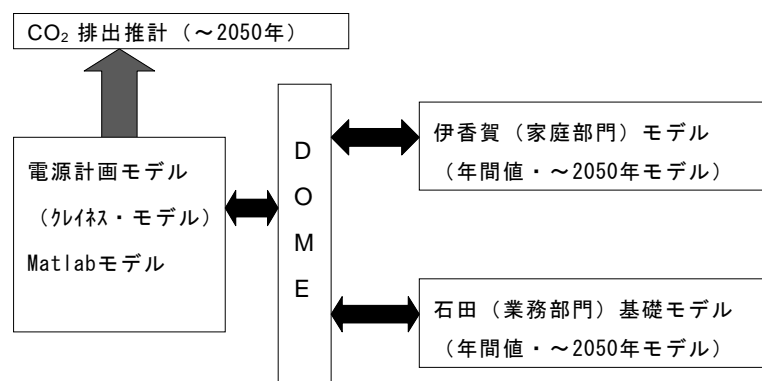 CO₂ 排出推計（～2050年）
電源計画モデル
（ｸﾚｲﾈｽ・モデル）
Matlabモデル
D
O
M
E
伊香賀（家庭部門）モデル
（年間値・～2050年モデル）
石田（業務部門）基礎モデル
（年間値・～2050年モデル）